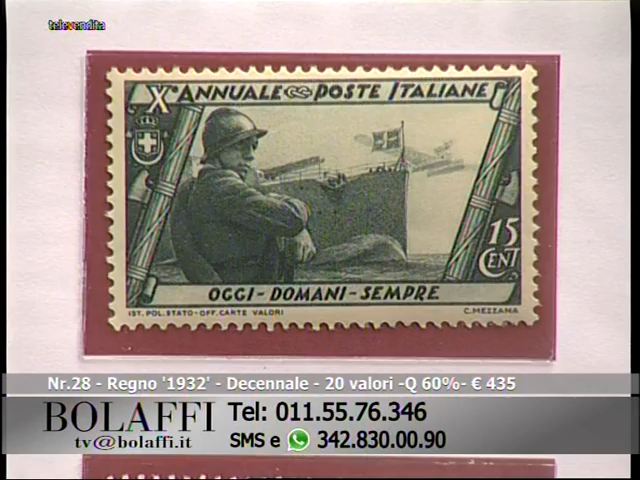 televendita
X° ANNUALE POSTE ITALIANE
15
CENT
OGGI - DOMANI - SEMPRE
IST. POL. STATO - OFF. CARTE VALORI
C. MEZZANA
Nr.28 - Regno '1932' - Decennale - 20 valori -Q 60%- € 435
BOLAFFI
tv@bolaffi.it
Tel: 011.55.76.346
SMS e 342.830.00.90